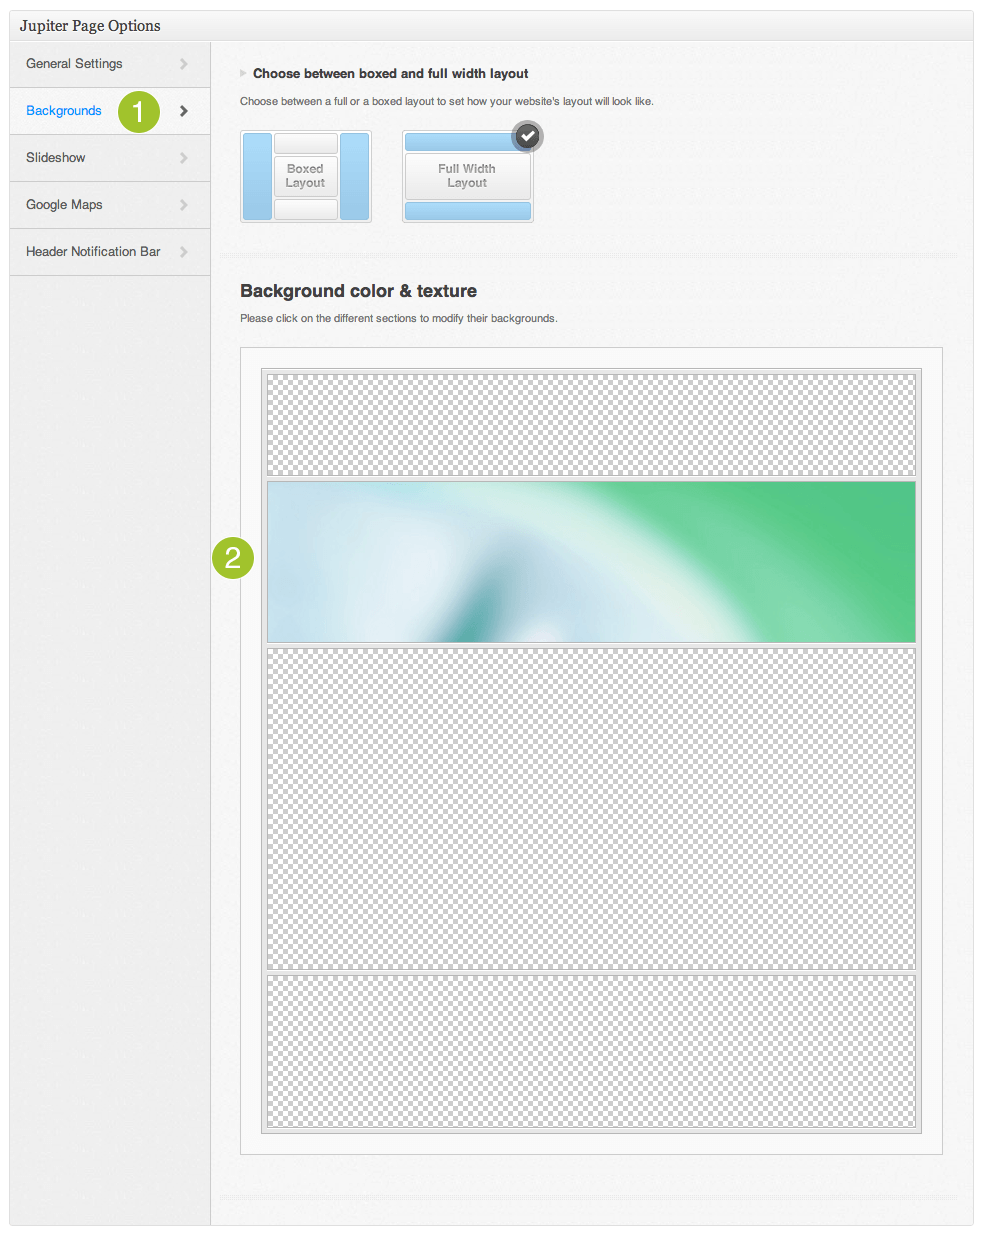 Jupiter Page Options
General Settings
Backgrounds
1
Slideshow
Google Maps
Header Notification Bar
Choose between boxed and full width layout
Choose between a full or a boxed layout to set how your website's layout will look like.
Boxed
Layout
Full Width
Layout
Background color & texture
Please click on the different sections to modify their backgrounds.
2